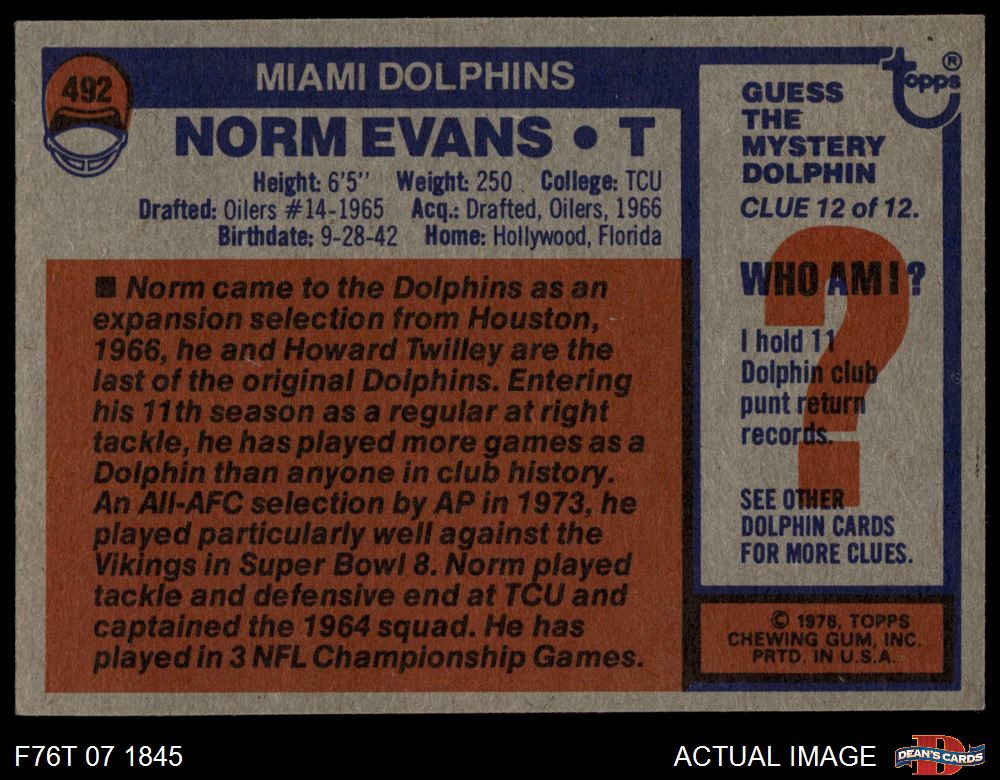 492
MIAMI DOLPHINS
NORM EVANS • T
Height: 6'5" Weight: 250 College: TCU
Drafted: Oilers #14-1965 Acq.: Drafted, Oilers, 1966
Birthdate: 9-28-42 Home: Hollywood, Florida
■ Norm came to the Dolphins as an
expansion selection from Houston,
1966, he and Howard Twilley are the
last of the original Dolphins. Entering
his 11th season as a regular at right
tackle, he has played more games as a
Dolphin than anyone in club history.
An All-AFC selection by AP in 1973, he
played particularly well against the
Vikings in Super Bowl 8. Norm played
tackle and defensive end at TCU and
captained the 1964 squad. He has
played in 3 NFL Championship Games.
topps ®
GUESS
THE
MYSTERY
DOLPHIN
CLUE 12 of 12.
?
WHO AM I?
I hold 11
Dolphin club
punt return
records.
SEE OTHER
DOLPHIN CARDS
FOR MORE CLUES.
© 1976, TOPPS
CHEWING GUM, INC.
PRTD. IN U.S.A.
F76T 07 1845
ACTUAL IMAGE
D
DEAN'S CARDS